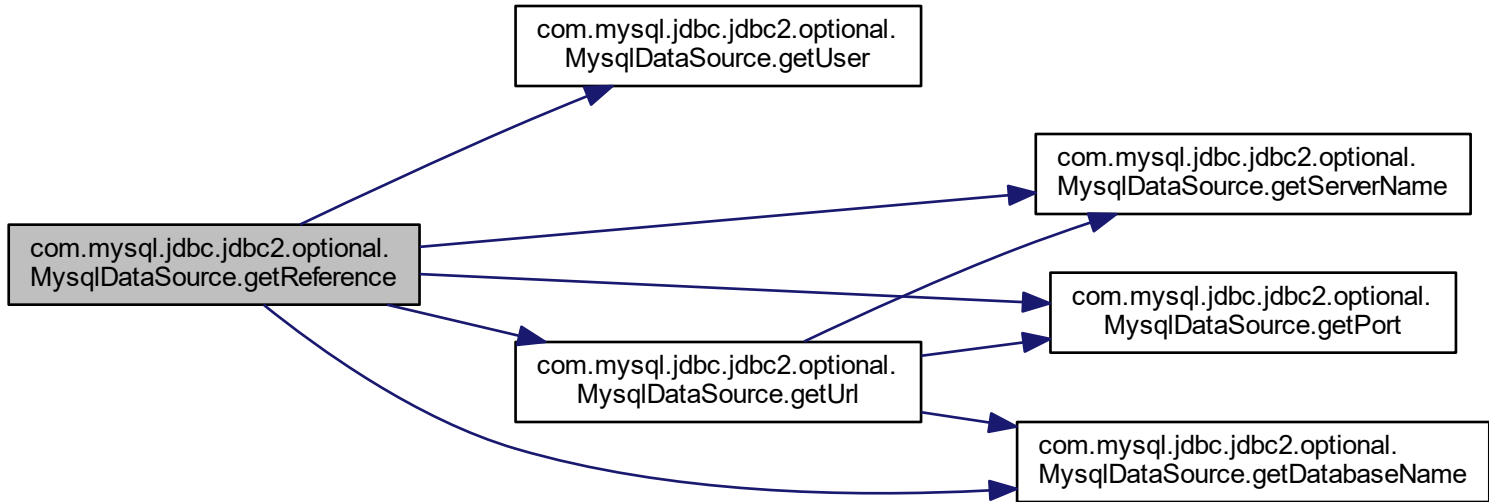 com.mysql.jdbc.jdbc2.optional.
MysqlDataSource.getUser
com.mysql.jdbc.jdbc2.optional.
MysqlDataSource.getServerName
com.mysql.jdbc.jdbc2.optional.
MysqlDataSource.getReference
com.mysql.jdbc.jdbc2.optional.
MysqlDataSource.getPort
com.mysql.jdbc.jdbc2.optional.
MysqlDataSource.getUrl
com.mysql.jdbc.jdbc2.optional.
MysqlDataSource.getDatabaseName